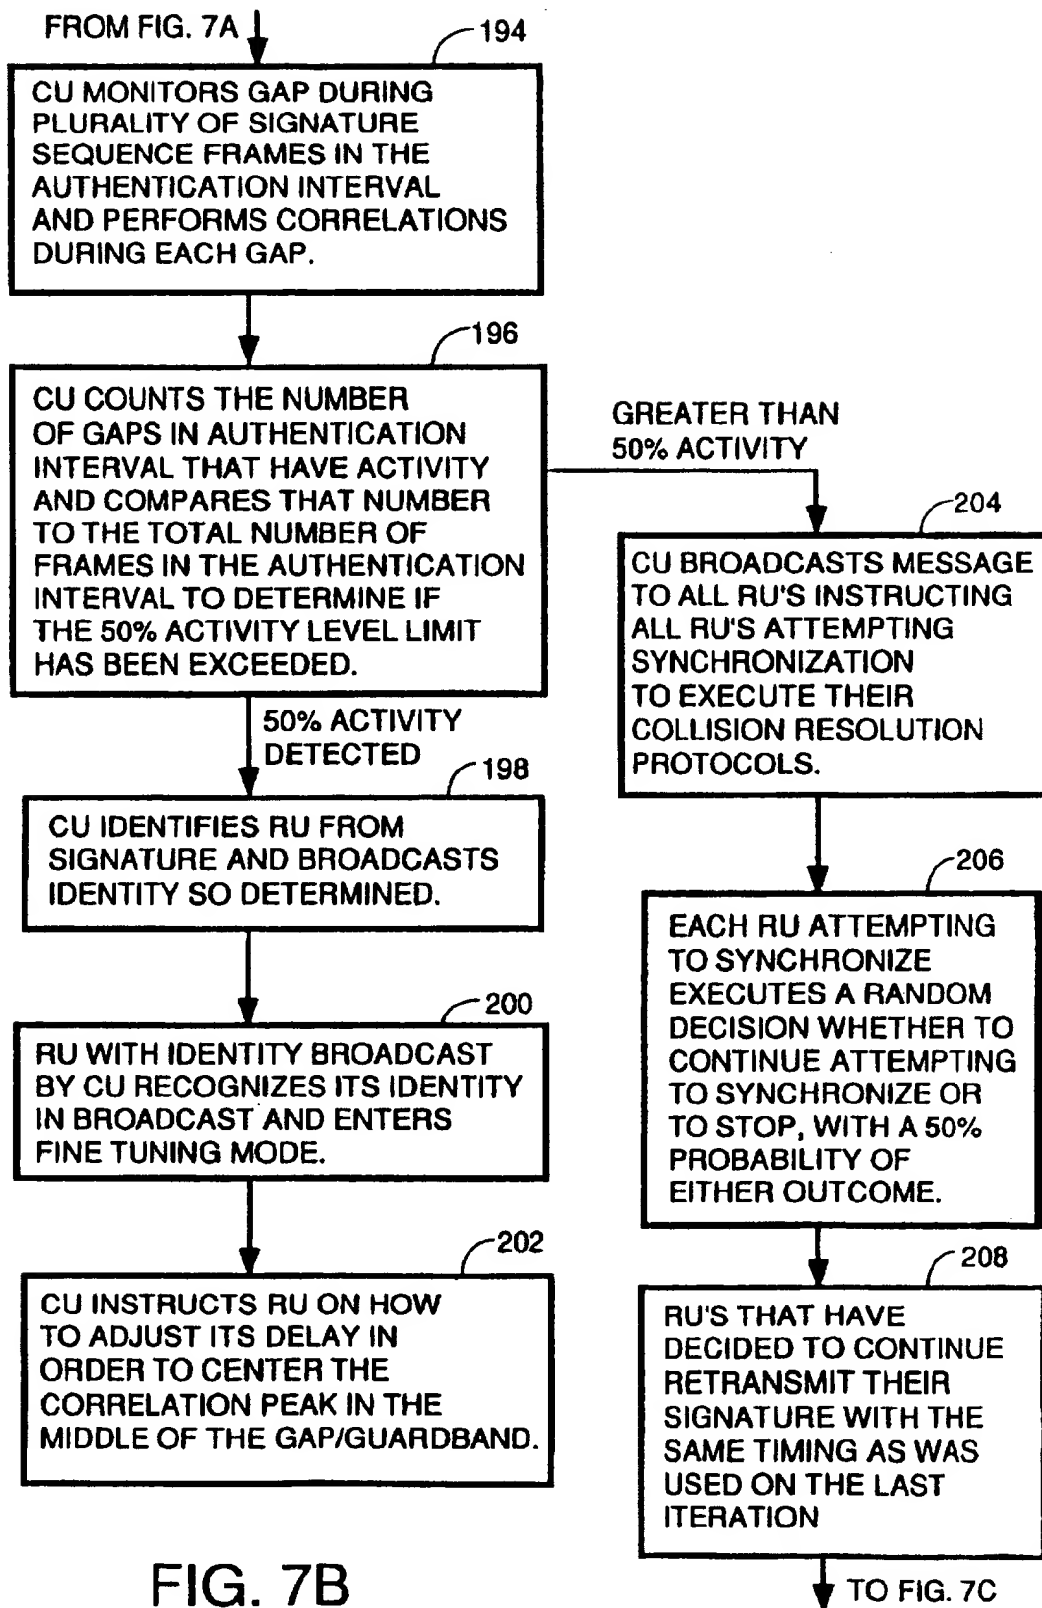 FROM FIG. 7A
194
CU MONITORS GAP DURING
PLURALITY OF SIGNATURE
SEQUENCE FRAMES IN THE
AUTHENTICATION INTERVAL
AND PERFORMS CORRELATIONS
DURING EACH GAP.
196
CU COUNTS THE NUMBER
OF GAPS IN AUTHENTICATION
INTERVAL THAT HAVE ACTIVITY
AND COMPARES THAT NUMBER
TO THE TOTAL NUMBER OF
FRAMES IN THE AUTHENTICATION
INTERVAL TO DETERMINE IF
THE 50% ACTIVITY LEVEL LIMIT
HAS BEEN EXCEEDED.
50% ACTIVITY
DETECTED
198
CU IDENTIFIES RU FROM
SIGNATURE AND BROADCASTS
IDENTITY SO DETERMINED.
200
RU WITH IDENTITY BROADCAST
BY CU RECOGNIZES ITS IDENTITY
IN BROADCAST AND ENTERS
FINE TUNING MODE.
202
CU INSTRUCTS RU ON HOW
TO ADJUST ITS DELAY IN
ORDER TO CENTER THE
CORRELATION PEAK IN THE
MIDDLE OF THE GAP/GUARDBAND.
GREATER THAN
50% ACTIVITY
204
CU BROADCASTS MESSAGE
TO ALL RU'S INSTRUCTING
ALL RU'S ATTEMPTING
SYNCHRONIZATION
TO EXECUTE THEIR
COLLISION RESOLUTION
PROTOCOLS.
206
EACH RU ATTEMPTING
TO SYNCHRONIZE
EXECUTES A RANDOM
DECISION WHETHER TO
CONTINUE ATTEMPTING
TO SYNCHRONIZE OR
TO STOP, WITH A 50%
PROBABILITY OF
EITHER OUTCOME.
208
RU'S THAT HAVE
DECIDED TO CONTINUE
RETRANSMIT THEIR
SIGNATURE WITH THE
SAME TIMING AS WAS
USED ON THE LAST
ITERATION
TO FIG. 7C
FIG. 7B